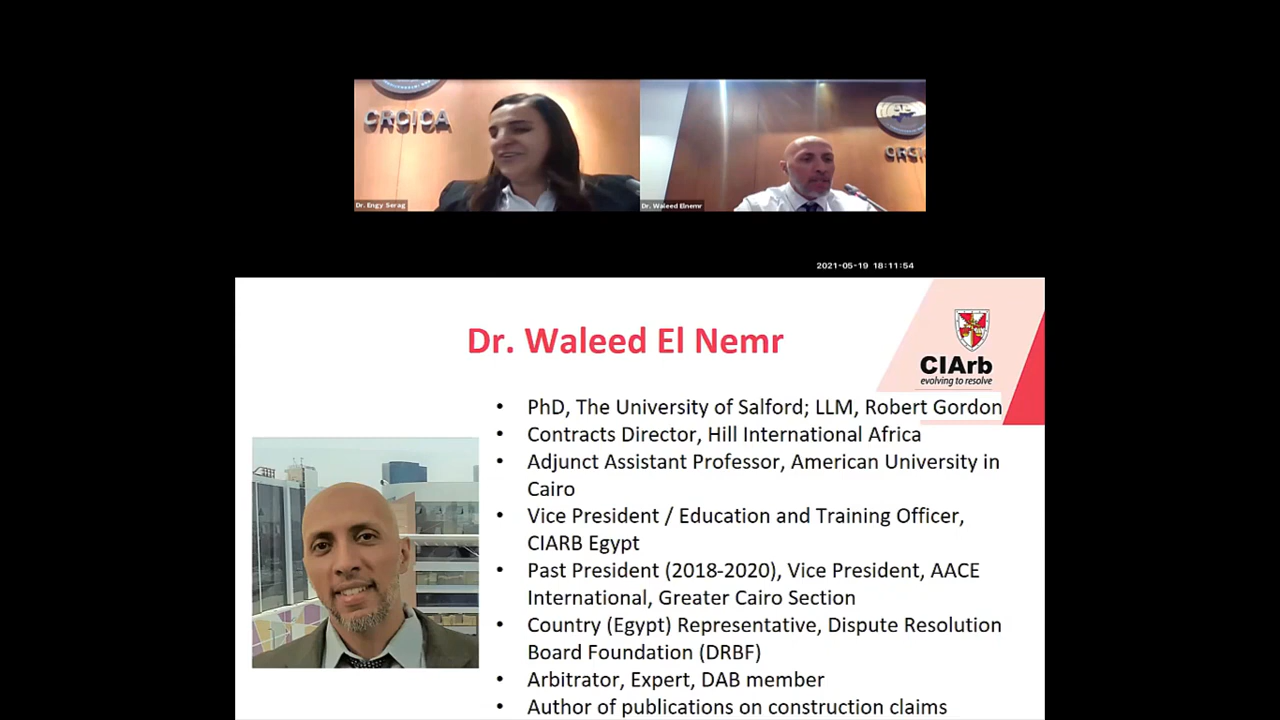 CRCICA
CRCI
Dr. Engy Serag
Dr. Waleed Elnemr
2021-05-19 18:11:54
Dr. Waleed El Nemr
CIArb
evolving to resolve
• PhD, The University of Salford; LLM, Robert Gordon
• Contracts Director, Hill International Africa
• Adjunct Assistant Professor, American University in
Cairo
• Vice President / Education and Training Officer,
CIARB Egypt
• Past President (2018-2020), Vice President, AACE
International, Greater Cairo Section
• Country (Egypt) Representative, Dispute Resolution
Board Foundation (DRBF)
• Arbitrator, Expert, DAB member
• Author of publications on construction claims